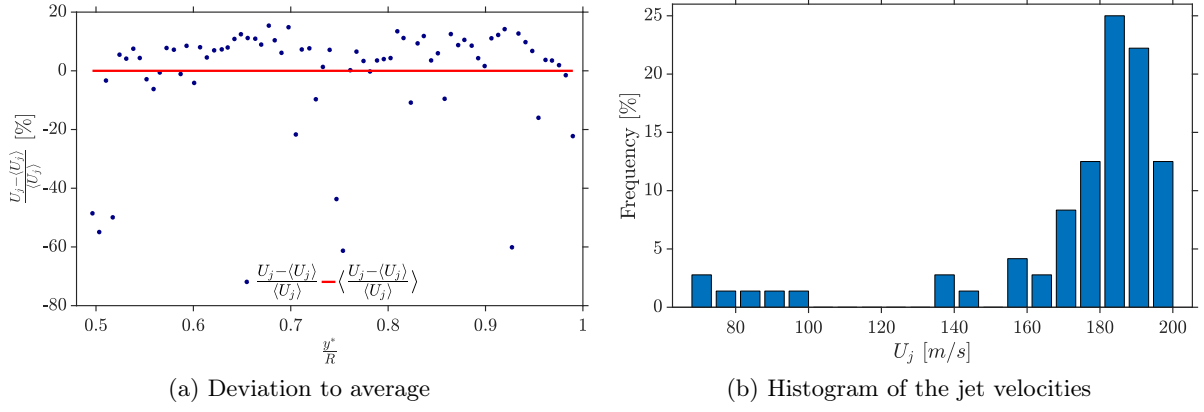 20
0
-20
-40
-60
-80
U_j−⟨U_j⟩/⟨U_j⟩ [%]
U_j−⟨U_j⟩/⟨U_j⟩ ⟨U_j−⟨U_j⟩/⟨U_j⟩⟩
0.5 0.6 0.7 0.8 0.9 1
y*/R
(a) Deviation to average
25
20
15
10
5
0
Frequency [%]
80 100 120 140 160 180 200
U_j [m/s]
(b) Histogram of the jet velocities